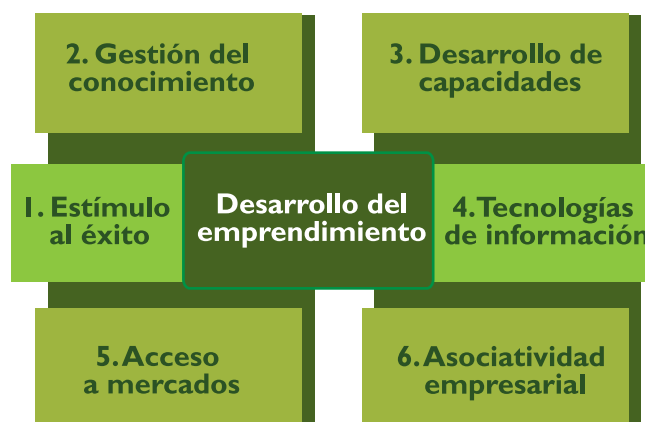 2. Gestión del
conocimiento
3. Desarrollo de
capacidades
1. Estímulo
al éxito
Desarrollo del
emprendimiento
4. Tecnologías
de información
5. Acceso
a mercados
6. Asociatividad
empresarial